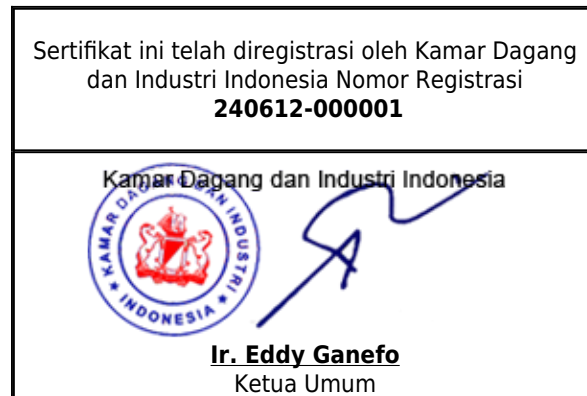 Sertifikat ini telah diregistrasi oleh Kamar Dagang
dan Industri Indonesia Nomor Registrasi
240612-000001
Kamar Dagang dan Industri Indonesia
KAMAR DAGANG DAN INDUSTRI
INDONESIA
Ir. Eddy Ganefo
Ketua Umum